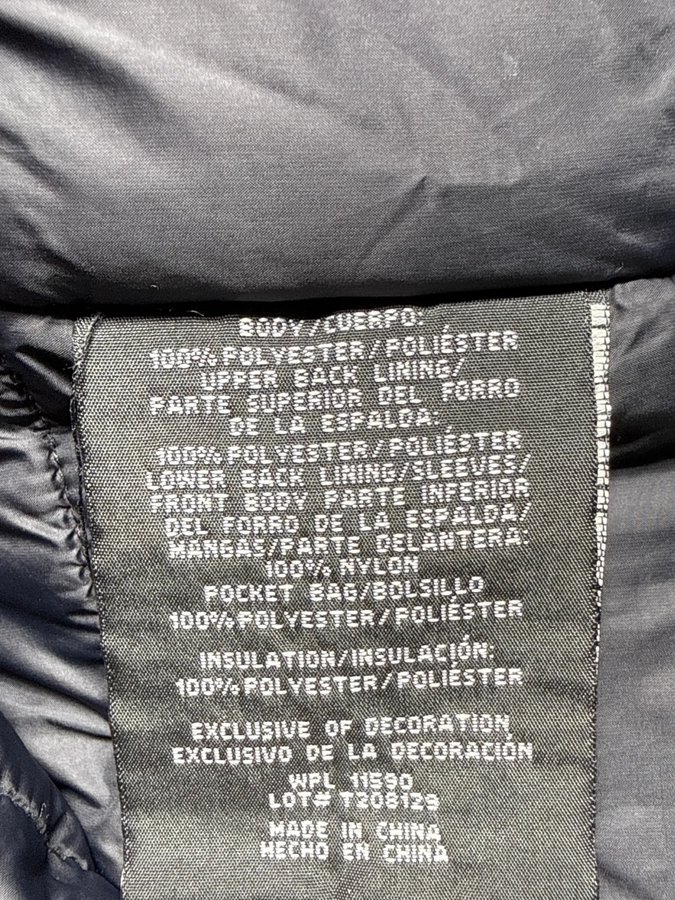 BODY/CUERPO:
100% POLYESTER/POLIÉSTER
UPPER BACK LINING/
PARTE SUPERIOR DEL FORRO
DE LA ESPALDA:
100% POLYESTER/POLIÉSTER
LOWER BACK LINING/SLEEVES/
FRONT BODY PARTE INFERIOR
DEL FORRO DE LA ESPALDA/
MANGAS/PARTE DELANTERA:
100% NYLON
POCKET BAG/BOLSILLO
100% POLYESTER/POLIÉSTER
INSULATION/INSULACIÓN:
100% POLYESTER/POLIÉSTER
EXCLUSIVE OF DECORATION
EXCLUSIVO DE LA DECORACIÓN
WPL 11590
LOT# T208129
MADE IN CHINA
HECHO EN CHINA